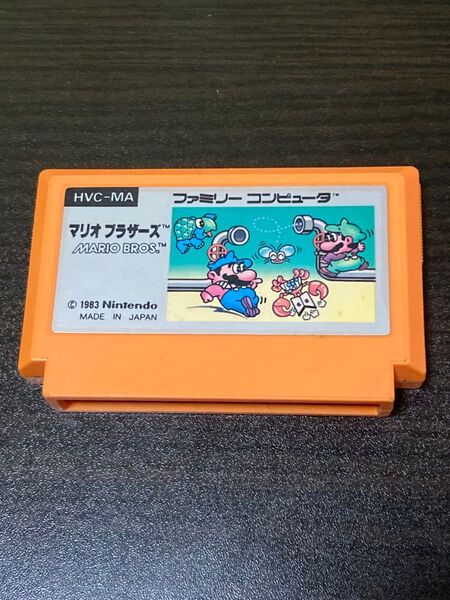 HVC-MA
ファミリー コンピュータ™
マリオ ブラザーズ™
MARIO BROS.™
© 1983 Nintendo
MADE IN JAPAN